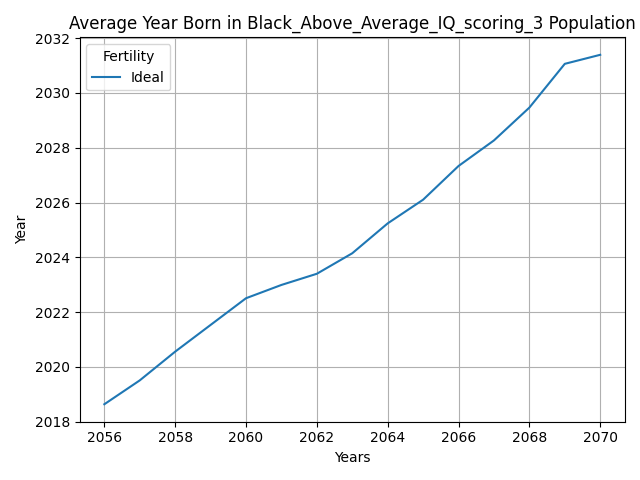 Average Year Born in Black_Above_Average_IQ_scoring_3 Population
Fertility
Ideal
2032
2030
2028
2026
2024
2022
2020
2018
Year
2056 2058 2060 2062 2064 2066 2068 2070
Years